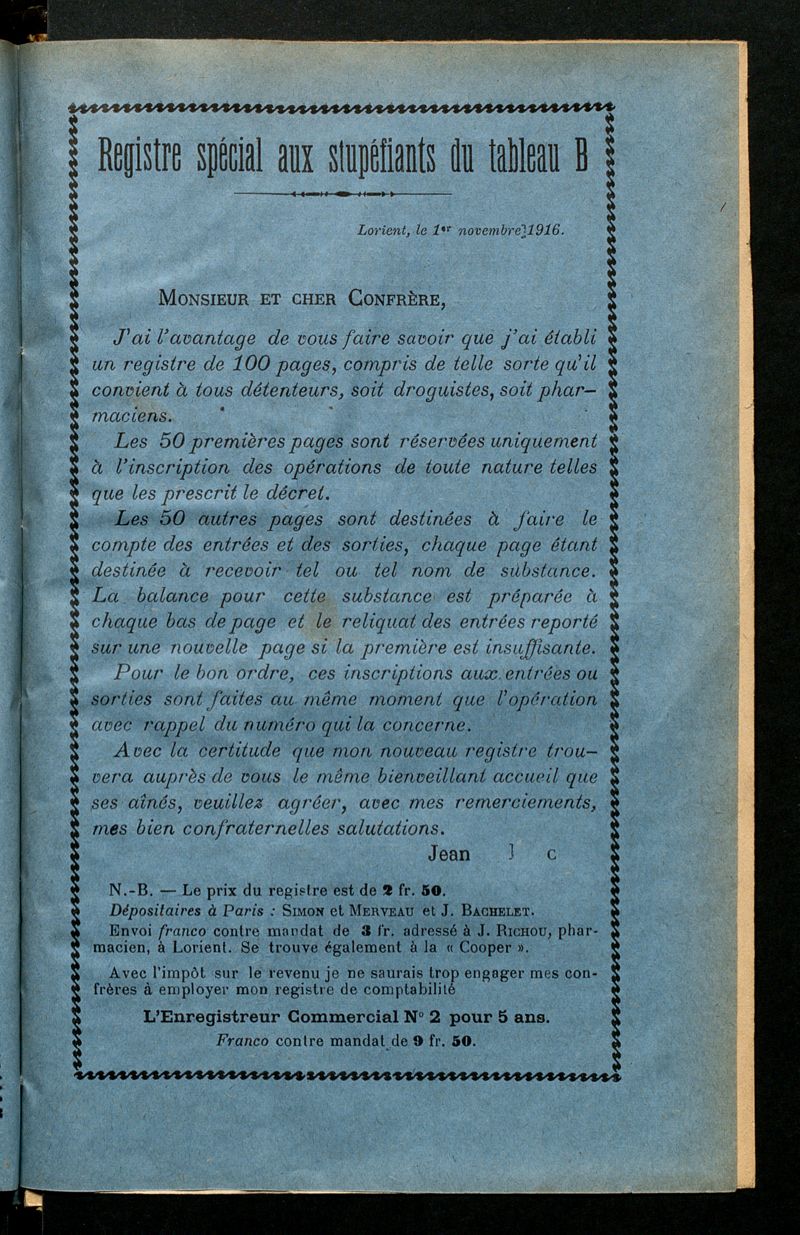 Registre spécial aux stupéfiants du tableau B
Lorient, le 1er novembre 1916.
MONSIEUR ET CHER CONFRÈRE,
J'ai l'avantage de vous faire savoir que j'ai établi
un registre de 100 pages, compris de telle sorte qu'il
convient à tous détenteurs, soit droguistes, soit phar-
maciens.
Les 50 premières pages sont réservées uniquement
à l'inscription des opérations de toute nature telles
que les prescrit le décret.
Les 50 autres pages sont destinées à faire le
compte des entrées et des sorties, chaque page étant
destinée à recevoir tel ou tel nom de substance.
La balance pour cette substance est préparée à
chaque bas de page et le reliquat des entrées reporté
sur une nouvelle page si la première est insuffisante.
Pour le bon ordre, ces inscriptions aux entrées ou
sorties sont faites au même moment que l'opération
avec rappel du numéro qui la concerne.
Avec la certitude que mon nouveau registre trou-
vera auprès de vous le même bienveillant accueil que
ses aînés, veuillez agréer, avec mes remerciements,
mes bien confraternelles salutations.
Jean
N.-B. — Le prix du registre est de 2 fr. 50.
Dépositaires à Paris : SIMON et MERVEAU et J. BACHELET.
Envoi franco contre mandat de 3 fr. adressé à J. RICHOU, phar-
macien, à Lorient. Se trouve également à la « Cooper ».
Avec l'impôt sur le revenu je ne saurais trop engager mes con-
frères à employer mon registre de comptabilité
L'Enregistreur Commercial N° 2 pour 5 ans.
Franco contre mandat de 9 fr. 50.